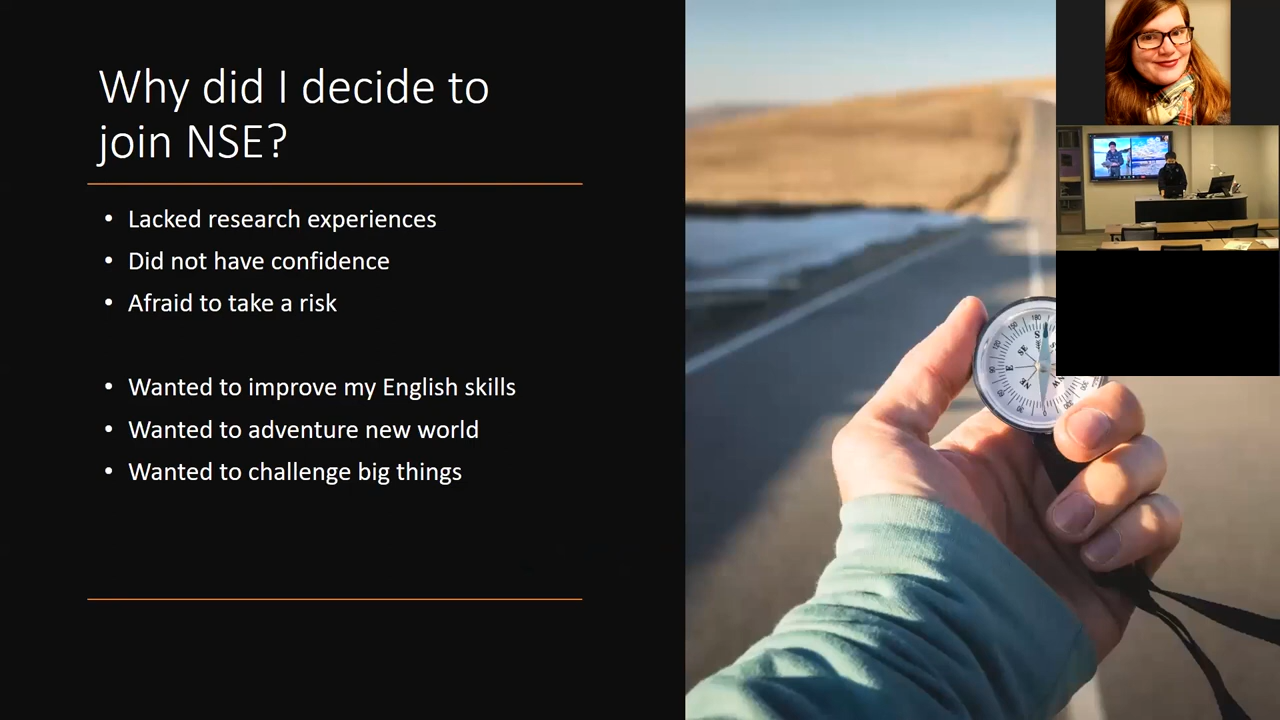 Why did I decide to
join NSE?
• Lacked research experiences
• Did not have confidence
• Afraid to take a risk
• Wanted to improve my English skills
• Wanted to adventure new world
• Wanted to challenge big things